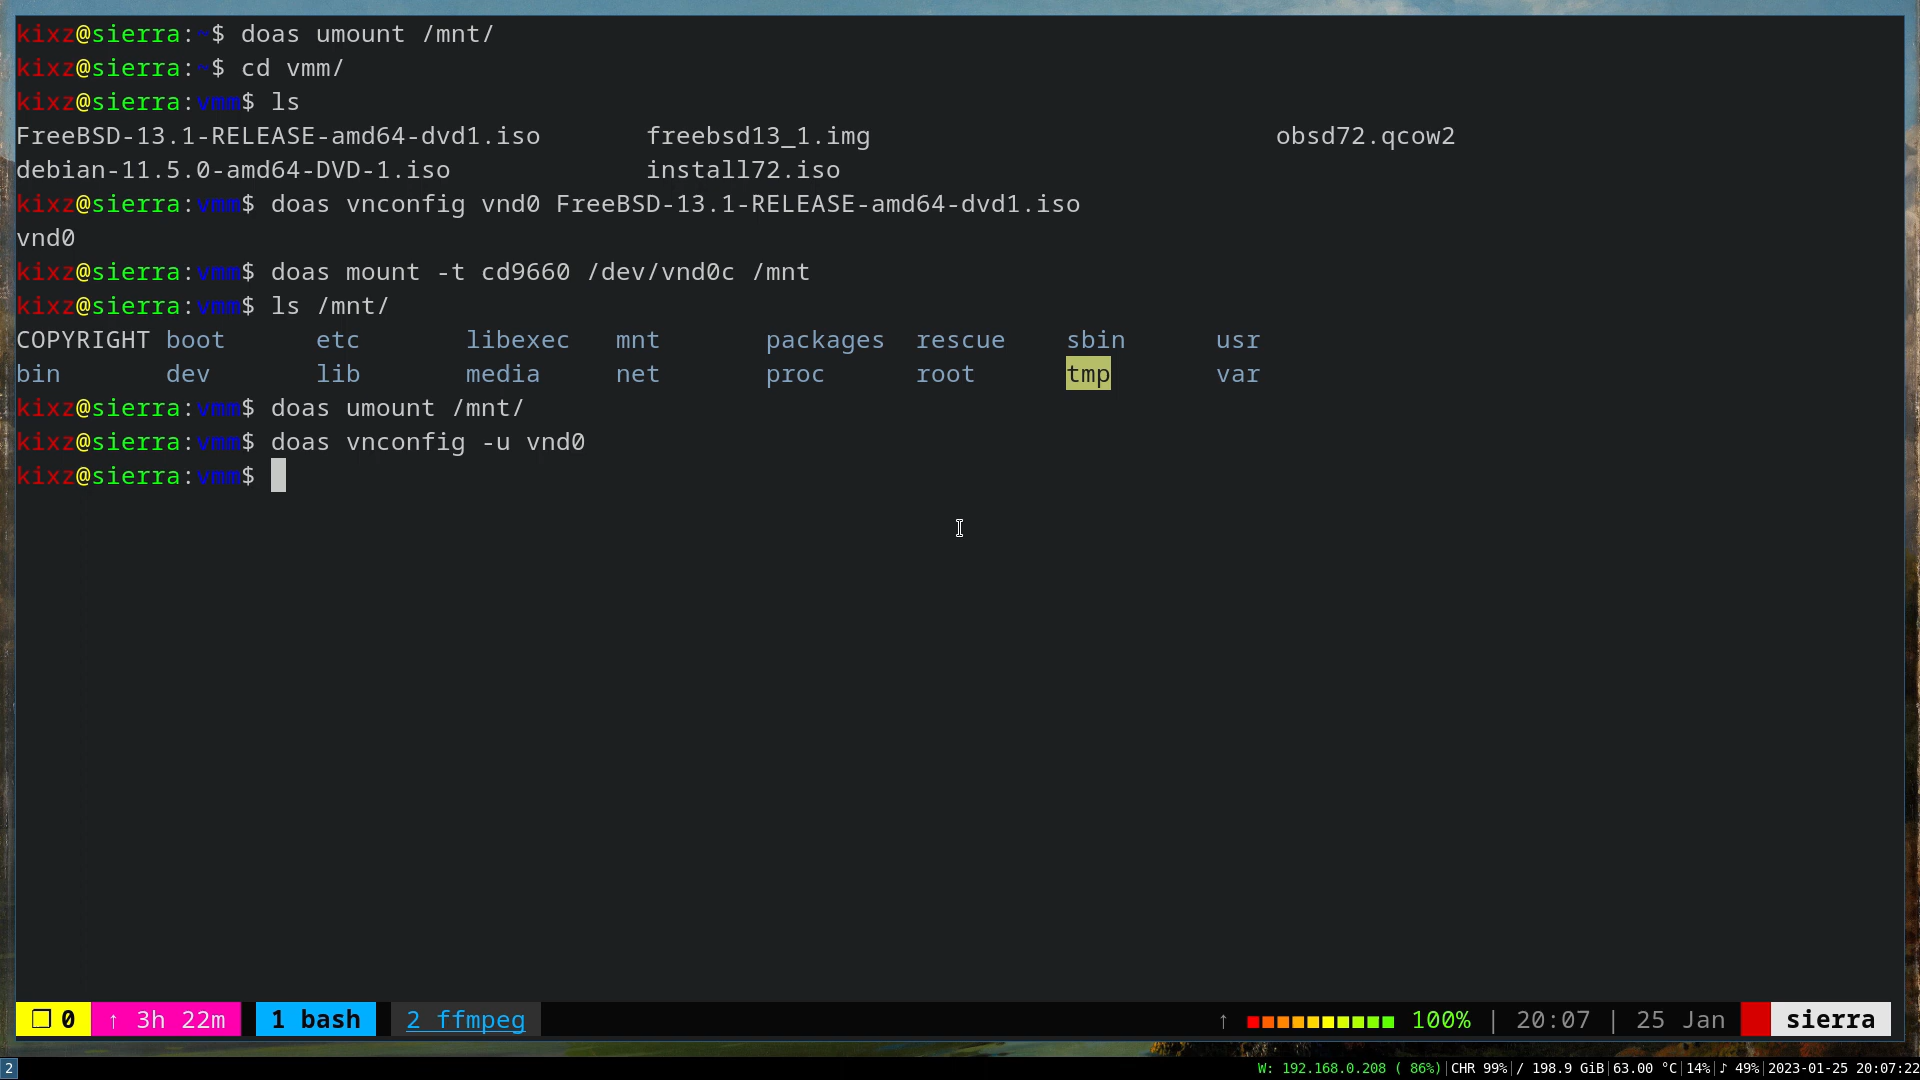 kixz@sierra:~$ doas umount /mnt/
kixz@sierra:~$ cd vmm/
kixz@sierra:vmm$ ls
FreeBSD-13.1-RELEASE-amd64-dvd1.iso freebsd13_1.img obsd72.qcow2
debian-11.5.0-amd64-DVD-1.iso install72.iso
kixz@sierra:vmm$ doas vnconfig vnd0 FreeBSD-13.1-RELEASE-amd64-dvd1.iso
vnd0
kixz@sierra:vmm$ doas mount -t cd9660 /dev/vnd0c /mnt
kixz@sierra:vmm$ ls /mnt/
COPYRIGHT boot etc libexec mnt packages rescue sbin usr
bin dev lib media net proc root tmp var
kixz@sierra:vmm$ doas umount /mnt/
kixz@sierra:vmm$ doas vnconfig -u vnd0
kixz@sierra:vmm$
❐ 0 ↑ 3h 22m 1 bash 2 ffmpeg ↑ 100% | 20:07 | 25 Jan sierra
2 W: 192.168.0.208 ( 86%)|CHR 99%|/ 198.9 GiB|63.00 °C|14%|♪ 49%|2023-01-25 20:07:22